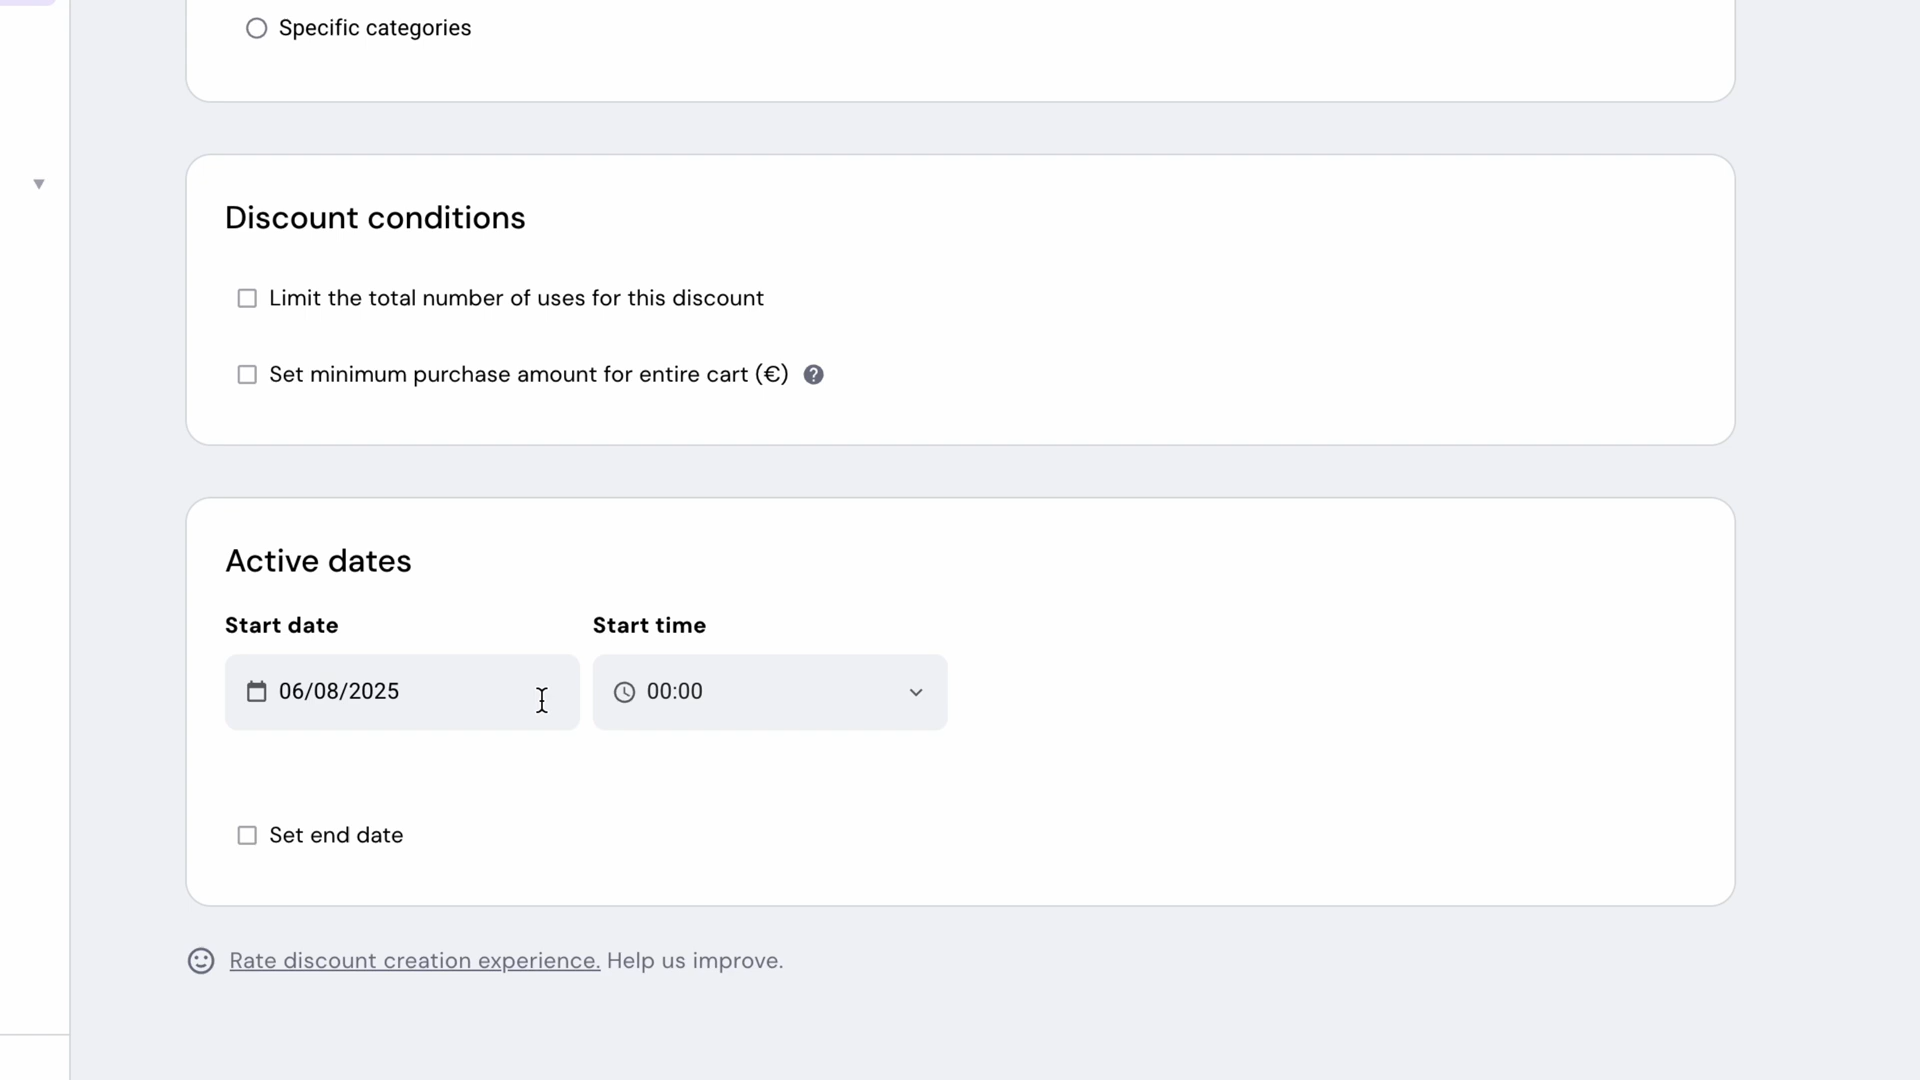 Specific categories
Discount conditions
Limit the total number of uses for this discount
Set minimum purchase amount for entire cart (€)
Active dates
Start date Start time
06/08/2025 00:00
Set end date
Rate discount creation experience. Help us improve.